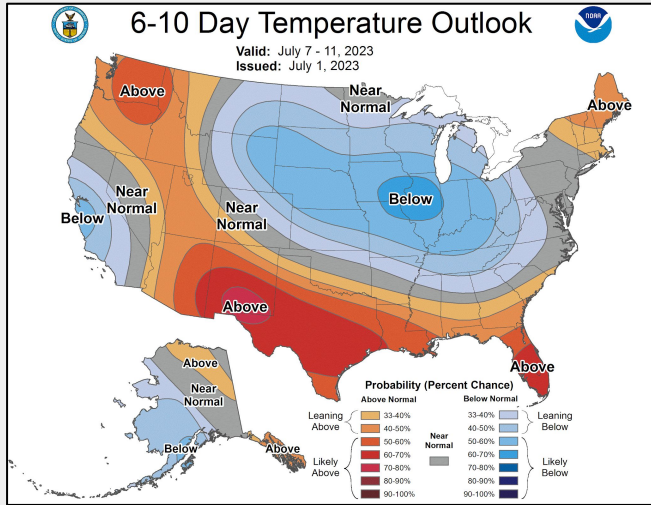 6-10 Day Temperature Outlook
Valid: July 7 - 11, 2023
Issued: July 1, 2023
NOAA
Above
Near
Normal
Above
Below
Near
Normal
Near
Normal
Below
Above
Above
Above
Near
Normal
Below
Above
Probability (Percent Chance)
Above Normal
Below Normal
Leaning
Above
33-40%
40-50%
Likely
Above
50-60%
60-70%
70-80%
80-90%
90-100%
Near
Normal
33-40%
40-50%
Leaning
Below
50-60%
60-70%
70-80%
80-90%
90-100%
Likely
Below